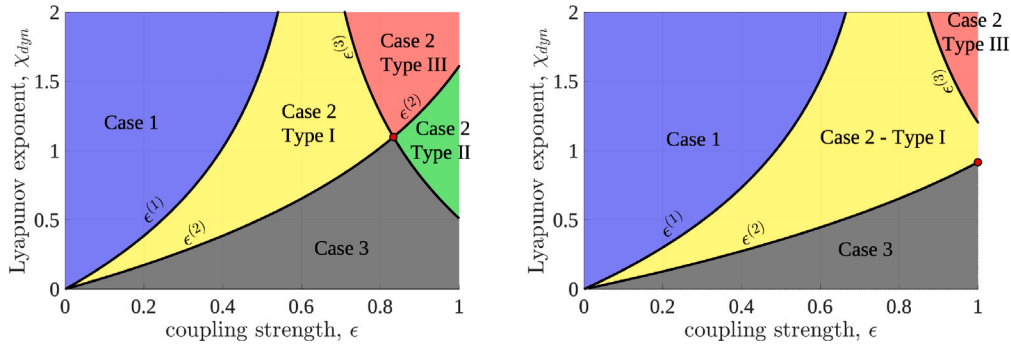 Lyapunov exponent, χdyn
2
1.5
1
0.5
0
Case 1
ϵ(1)
Case 2
Type I
ϵ(2)
ϵ(3)
Case 2
Type III
ϵ(2)
Case 2
Type II
Case 3
0 0.2 0.4 0.6 0.8 1
coupling strength, ϵ
Lyapunov exponent, χdyn
2
1.5
1
0.5
0
Case 1
ϵ(1)
Case 2 - Type I
ϵ(2)
Case 2
Type III
ϵ(3)
Case 3
0 0.2 0.4 0.6 0.8 1
coupling strength, ϵ